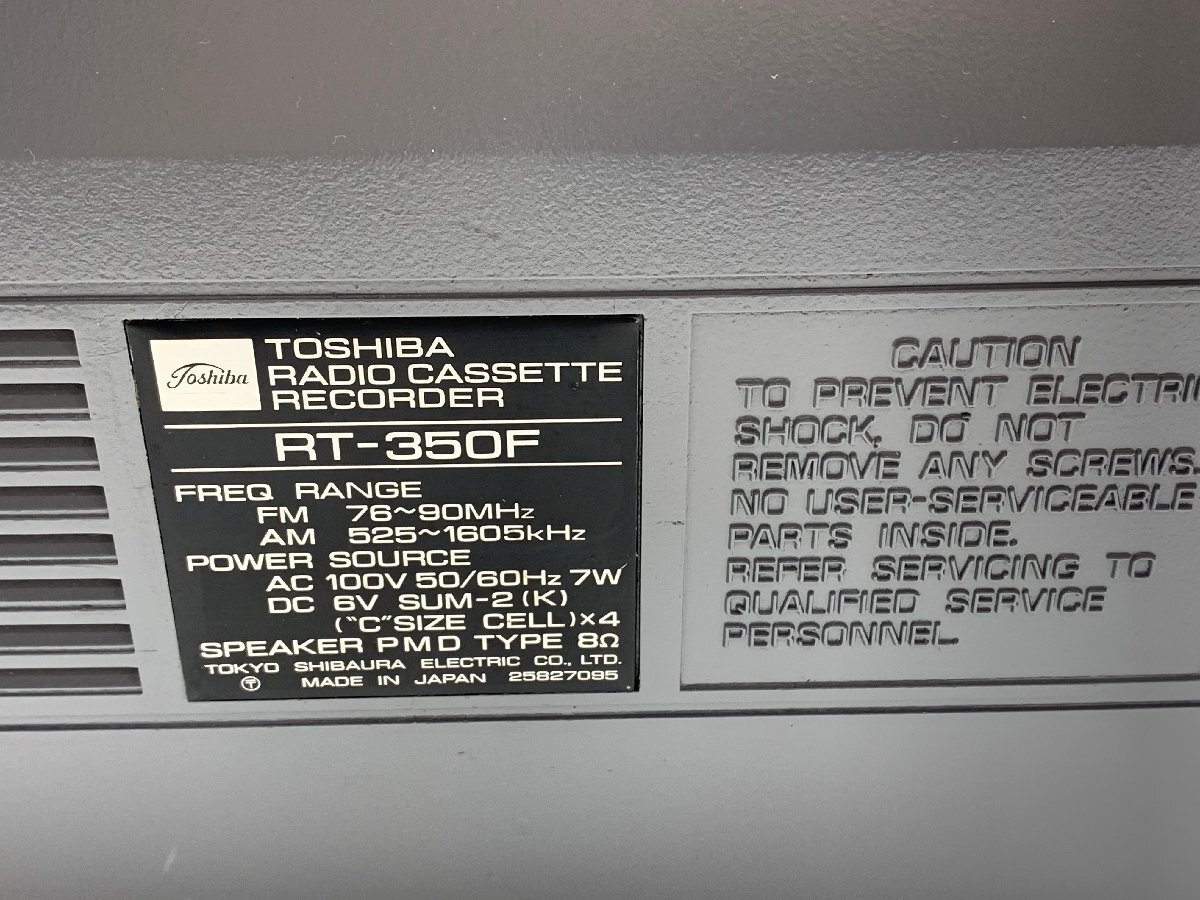 Toshiba
TOSHIBA
RADIO CASSETTE
RECORDER
RT-350F
FREQ RANGE
FM 76~90MHz
AM 525~1605kHz
POWER SOURCE
AC 100V 50/60Hz 7W
DC 6V SUM-2 (K)
("C"SIZE CELL)×4
SPEAKER PMD TYPE 8Ω
TOKYO SHIBAURA ELECTRIC CO., LTD.
Ⓣ MADE IN JAPAN 25827095
CAUTION
TO PREVENT ELECTRI
SHOCK, DO NOT
REMOVE ANY SCREWS.
NO USER-SERVICEABLE
PARTS INSIDE.
REFER SERVICING TO
QUALIFIED SERVICE
PERSONNEL.